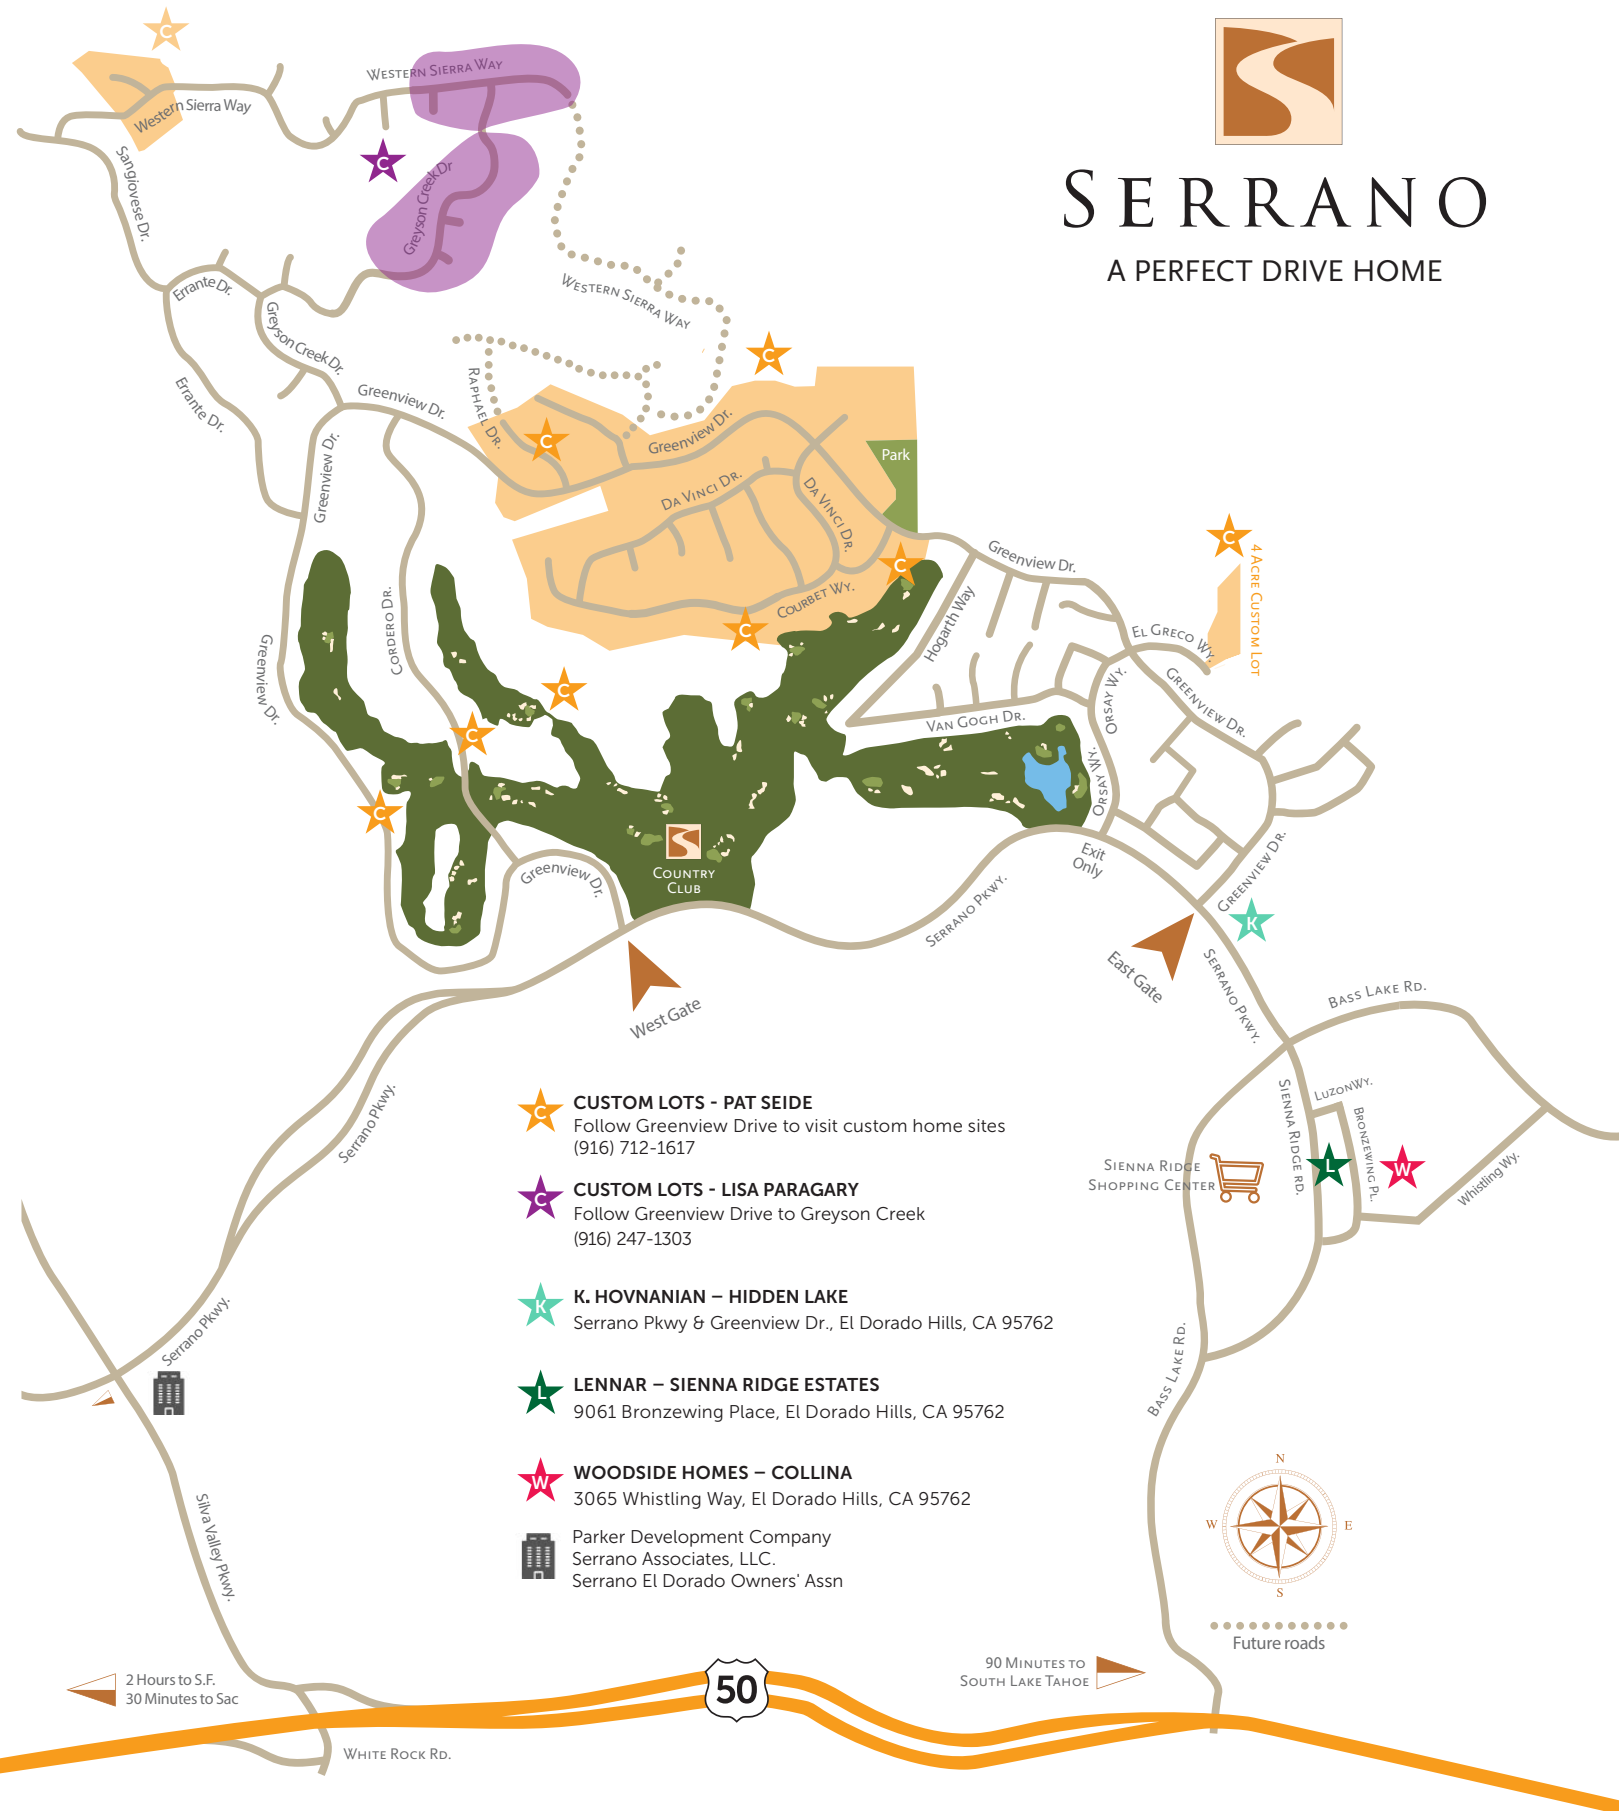 SERRANO
A PERFECT DRIVE HOME
C
Western Sierra Way
Western Sierra Way
C
Sangiovese Dr.
Greyson Creek Dr
Errante Dr.
Greyson Creek Dr.
Errante Dr.
Western Sierra Way
Raphael Dr.
Greenview Dr.
C
C
Greenview Dr.
Park
Da Vinci Dr.
Da Vinci Dr.
Greenview Dr.
C
Courbet Wy.
C
Greenview Dr.
Hogarth Way
C
4 Acre Custom Lot
El Greco Wy.
Cordero Dr.
Greenview Dr.
C
C
C
Orsay Wy.
Greenview Dr.
Van Gogh Dr.
Orsay Wy.
Exit
Only
Country
Club
Greenview Dr.
Serrano Pkwy.
Greenview Dr.
K
East Gate
West Gate
Serrano Pkwy.
Bass Lake Rd.
Serrano Pkwy.
Luzon Wy.
Sienna Ridge Rd.
Bronzewing Pl.
L
W
Whistling Wy.
Sienna Ridge
Shopping Center
C
CUSTOM LOTS - PAT SEIDE
Follow Greenview Drive to visit custom home sites
(916) 712-1617
C
CUSTOM LOTS - LISA PARAGARY
Follow Greenview Drive to Greyson Creek
(916) 247-1303
K
K. HOVNANIAN – HIDDEN LAKE
Serrano Pkwy & Greenview Dr., El Dorado Hills, CA 95762
L
LENNAR – SIENNA RIDGE ESTATES
9061 Bronzewing Place, El Dorado Hills, CA 95762
W
WOODSIDE HOMES – COLLINA
3065 Whistling Way, El Dorado Hills, CA 95762
Parker Development Company
Serrano Associates, LLC.
Serrano El Dorado Owners' Assn
Serrano Pkwy.
Bass Lake Rd.
Silva Valley Pkwy.
N
W
E
S
Future roads
2 Hours to S.F.
30 Minutes to Sac
50
90 Minutes to
South Lake Tahoe
White Rock Rd.